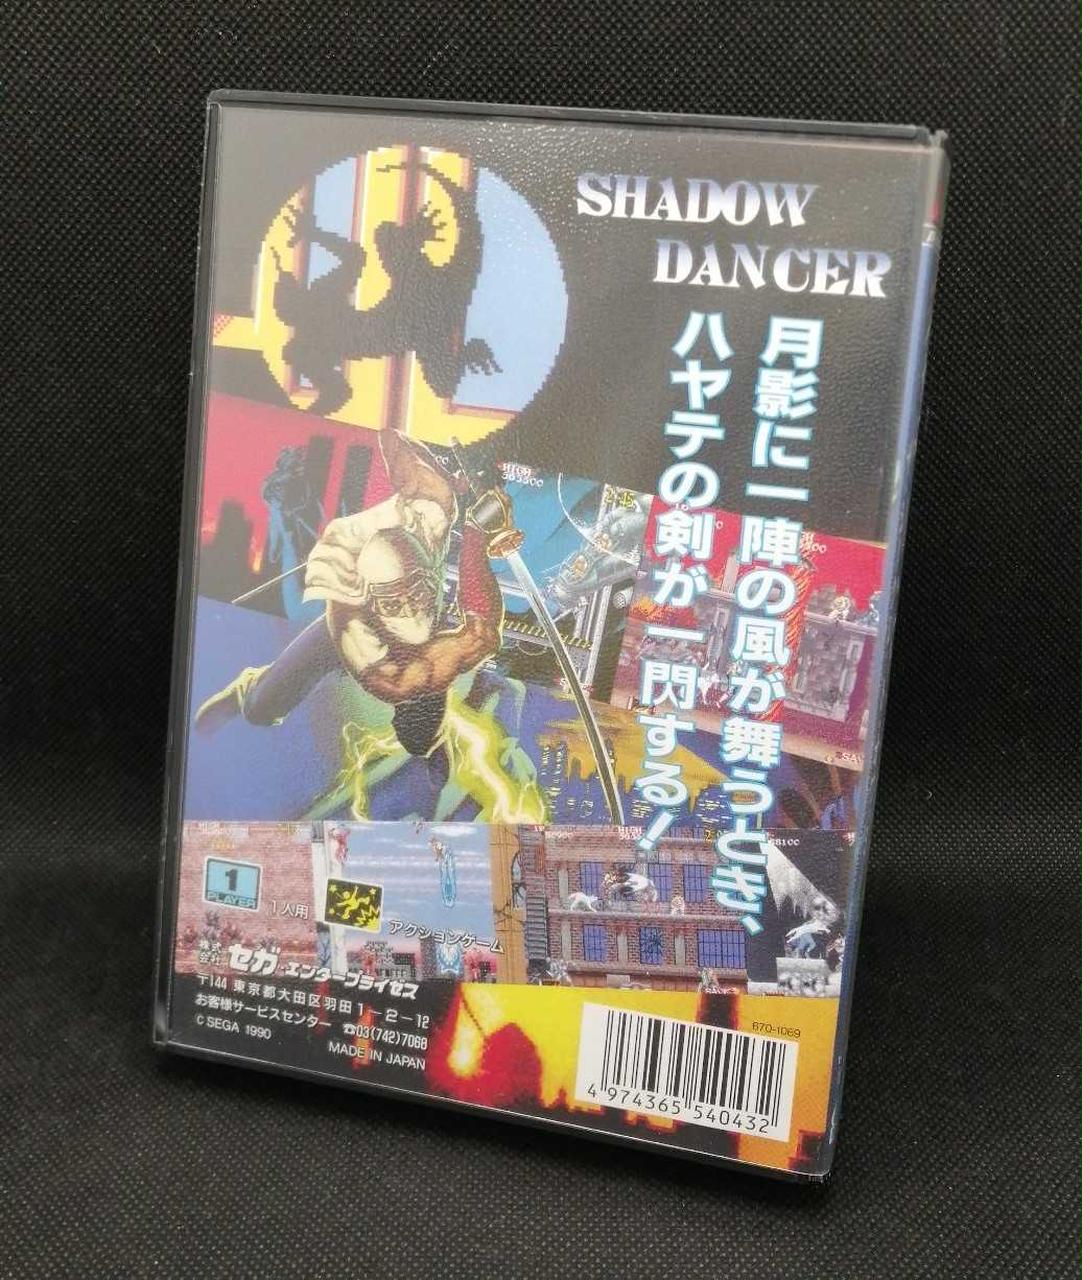 SHADOW
DANCER
月影に一陣の風が舞うとき、
ハヤテの剣が一閃する!
HIGH
2:45
1
PLAYER
1人用
アクションゲーム
株式会社 セガ・エンタープライゼス
〒144 東京都大田区羽田1-2-12
お客様サービスセンター ☎03(742)7068
© SEGA 1990
MADE IN JAPAN
670-1069
4 974365 540432